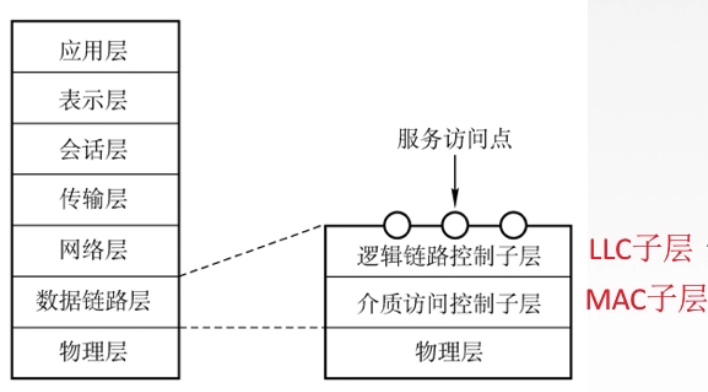 应用层
表示层
会话层
传输层
网络层
数据链路层
物理层
服务访问点
逻辑链路控制子层
LLC子层
介质访问控制子层
MAC子层
物理层